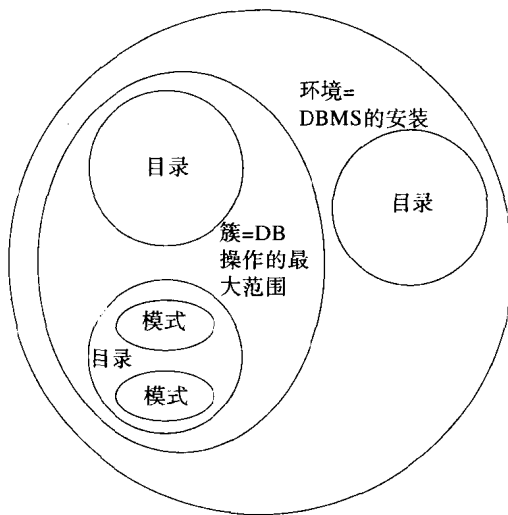 环境=
DBMS的安装
目录
目录
簇=DB
操作的最
大范围
模式
目录
模式